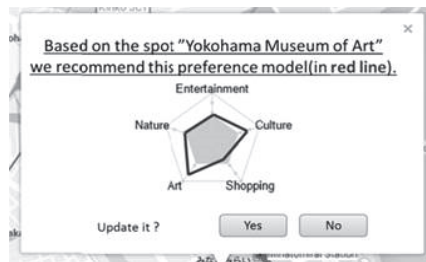 ×
Based on the spot "Yokohama Museum of Art"
we recommend this preference model(in red line).
Entertainment
Nature
Culture
Art
Shopping
Update it ?
Yes
No